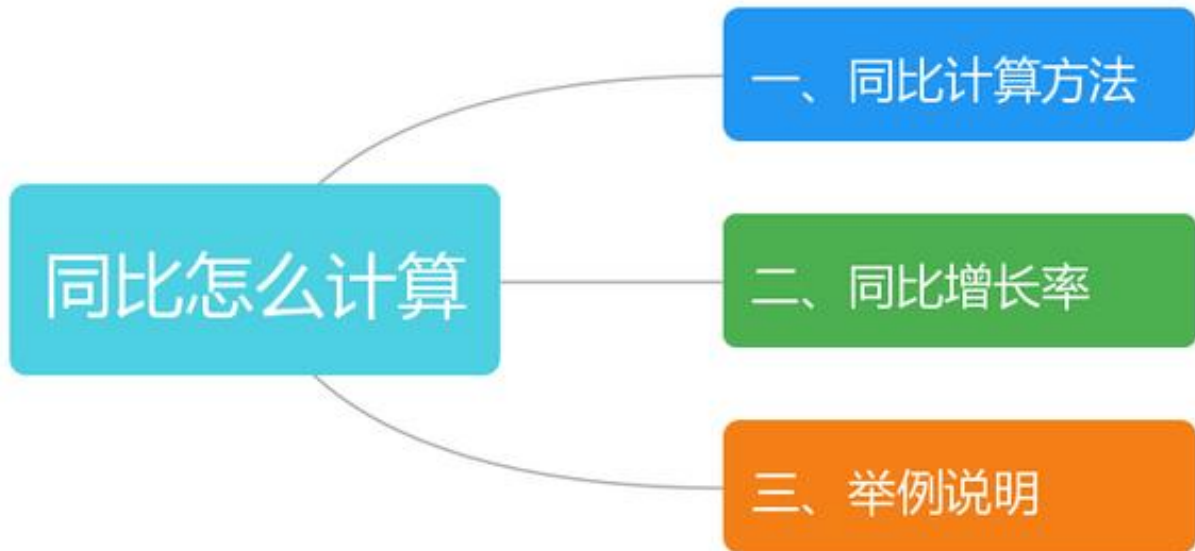 同比怎么计算
一、同比计算方法
二、同比增长率
三、举例说明